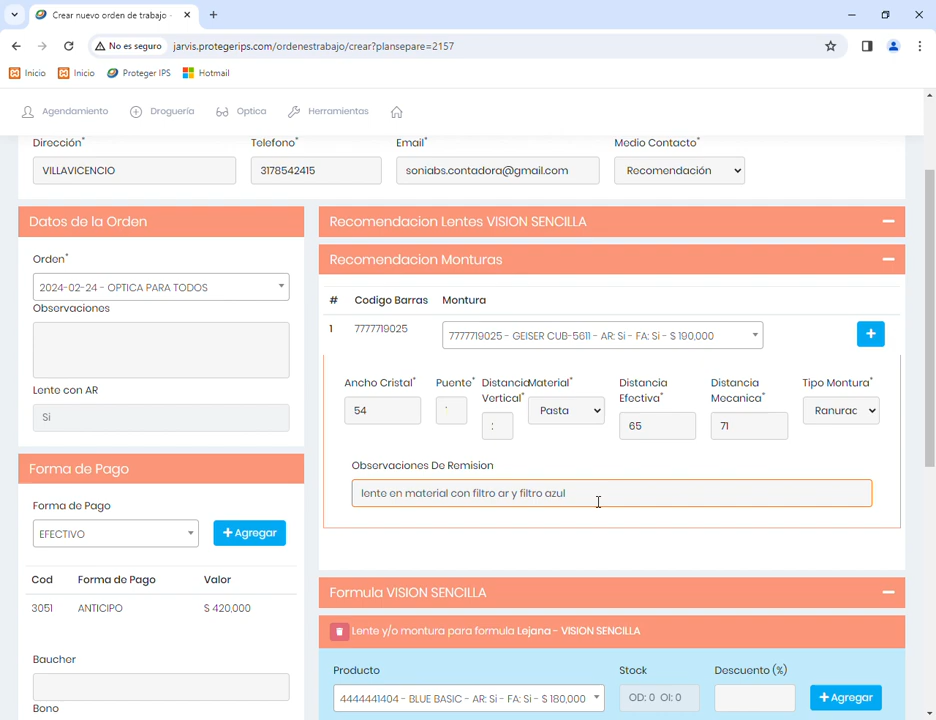 Crear nuevo orden de trabajo -
No es seguro
jarvis.protegerips.com/ordenestrabajo/crear?plansepare=2157
Inicio
Inicio
Proteger IPS
Hotmail
Agendamiento
Droguería
Optica
Herramientas
Dirección*
Telefono*
Email*
Medio Contacto*
VILLAVICENCIO
3178542415
soniabs.contadora@gmail.com
Recomendación
Datos de la Orden
Orden*
2024-02-24 - OPTICA PARA TODOS
Observaciones
Lente con AR
Si
Forma de Pago
Forma de Pago
EFECTIVO
+ Agregar
Cod Forma de Pago Valor
3051 ANTICIPO $ 420,000
Baucher
Bono
Recomendacion Lentes VISION SENCILLA
Recomendacion Monturas
# Codigo Barras Montura
1 7777719025 7777719025 - GEISER CUB-5611 - AR: Si - FA: Si - $ 190,000
Ancho Cristal*
Puente*
Distancia Vertical*
Material*
Distancia Efectiva*
Distancia Mecanica*
Tipo Montura*
54
Pasta
65
71
Ranurac
Observaciones De Remision
lente en material con filtro ar y filtro azul
Formula VISION SENCILLA
Lente y/o montura para formula Lejana - VISION SENCILLA
Producto Stock Descuento (%)
4444441404 - BLUE BASIC - AR: Si - FA: Si - $ 180,000
OD: 0 OI: 0
+ Agregar